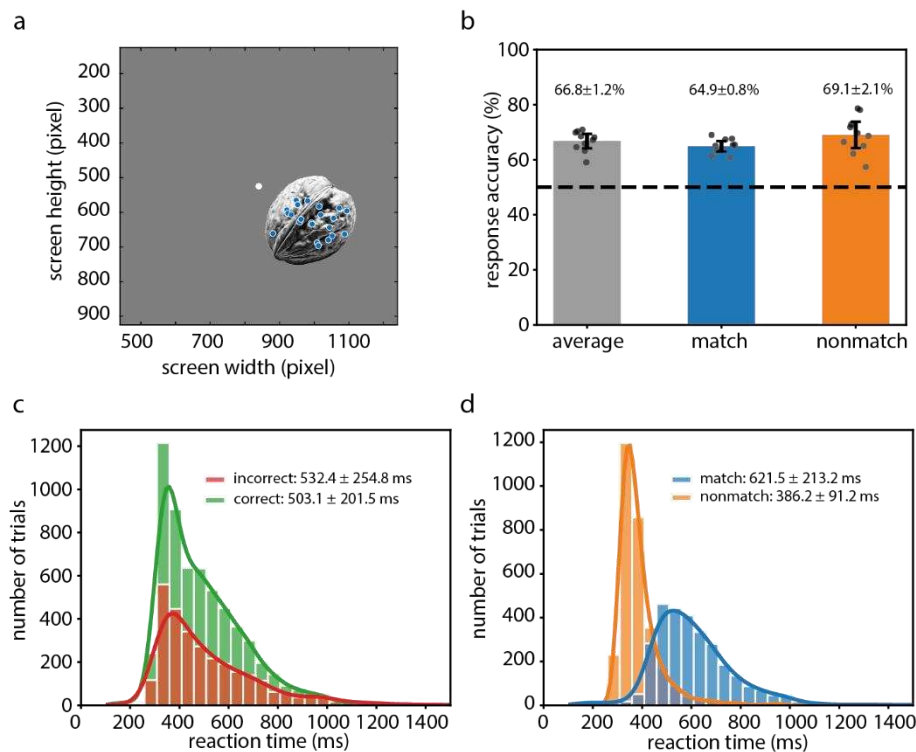 a
200
300
400
500
600
700
800
900
screen height (pixel)
500 700 900 1100
screen width (pixel)
b
100
80
60
40
20
0
response accuracy (%)
66.8±1.2% 64.9±0.8% 69.1±2.1%
average match nonmatch
c
1200
1000
800
600
400
200
0
number of trials
incorrect: 532.4 ± 254.8 ms
correct: 503.1 ± 201.5 ms
0 200 400 600 800 1000 1200 1400
reaction time (ms)
d
1200
1000
800
600
400
200
0
number of trials
match: 621.5 ± 213.2 ms
nonmatch: 386.2 ± 91.2 ms
0 200 400 600 800 1000 1200 1400
reaction time (ms)